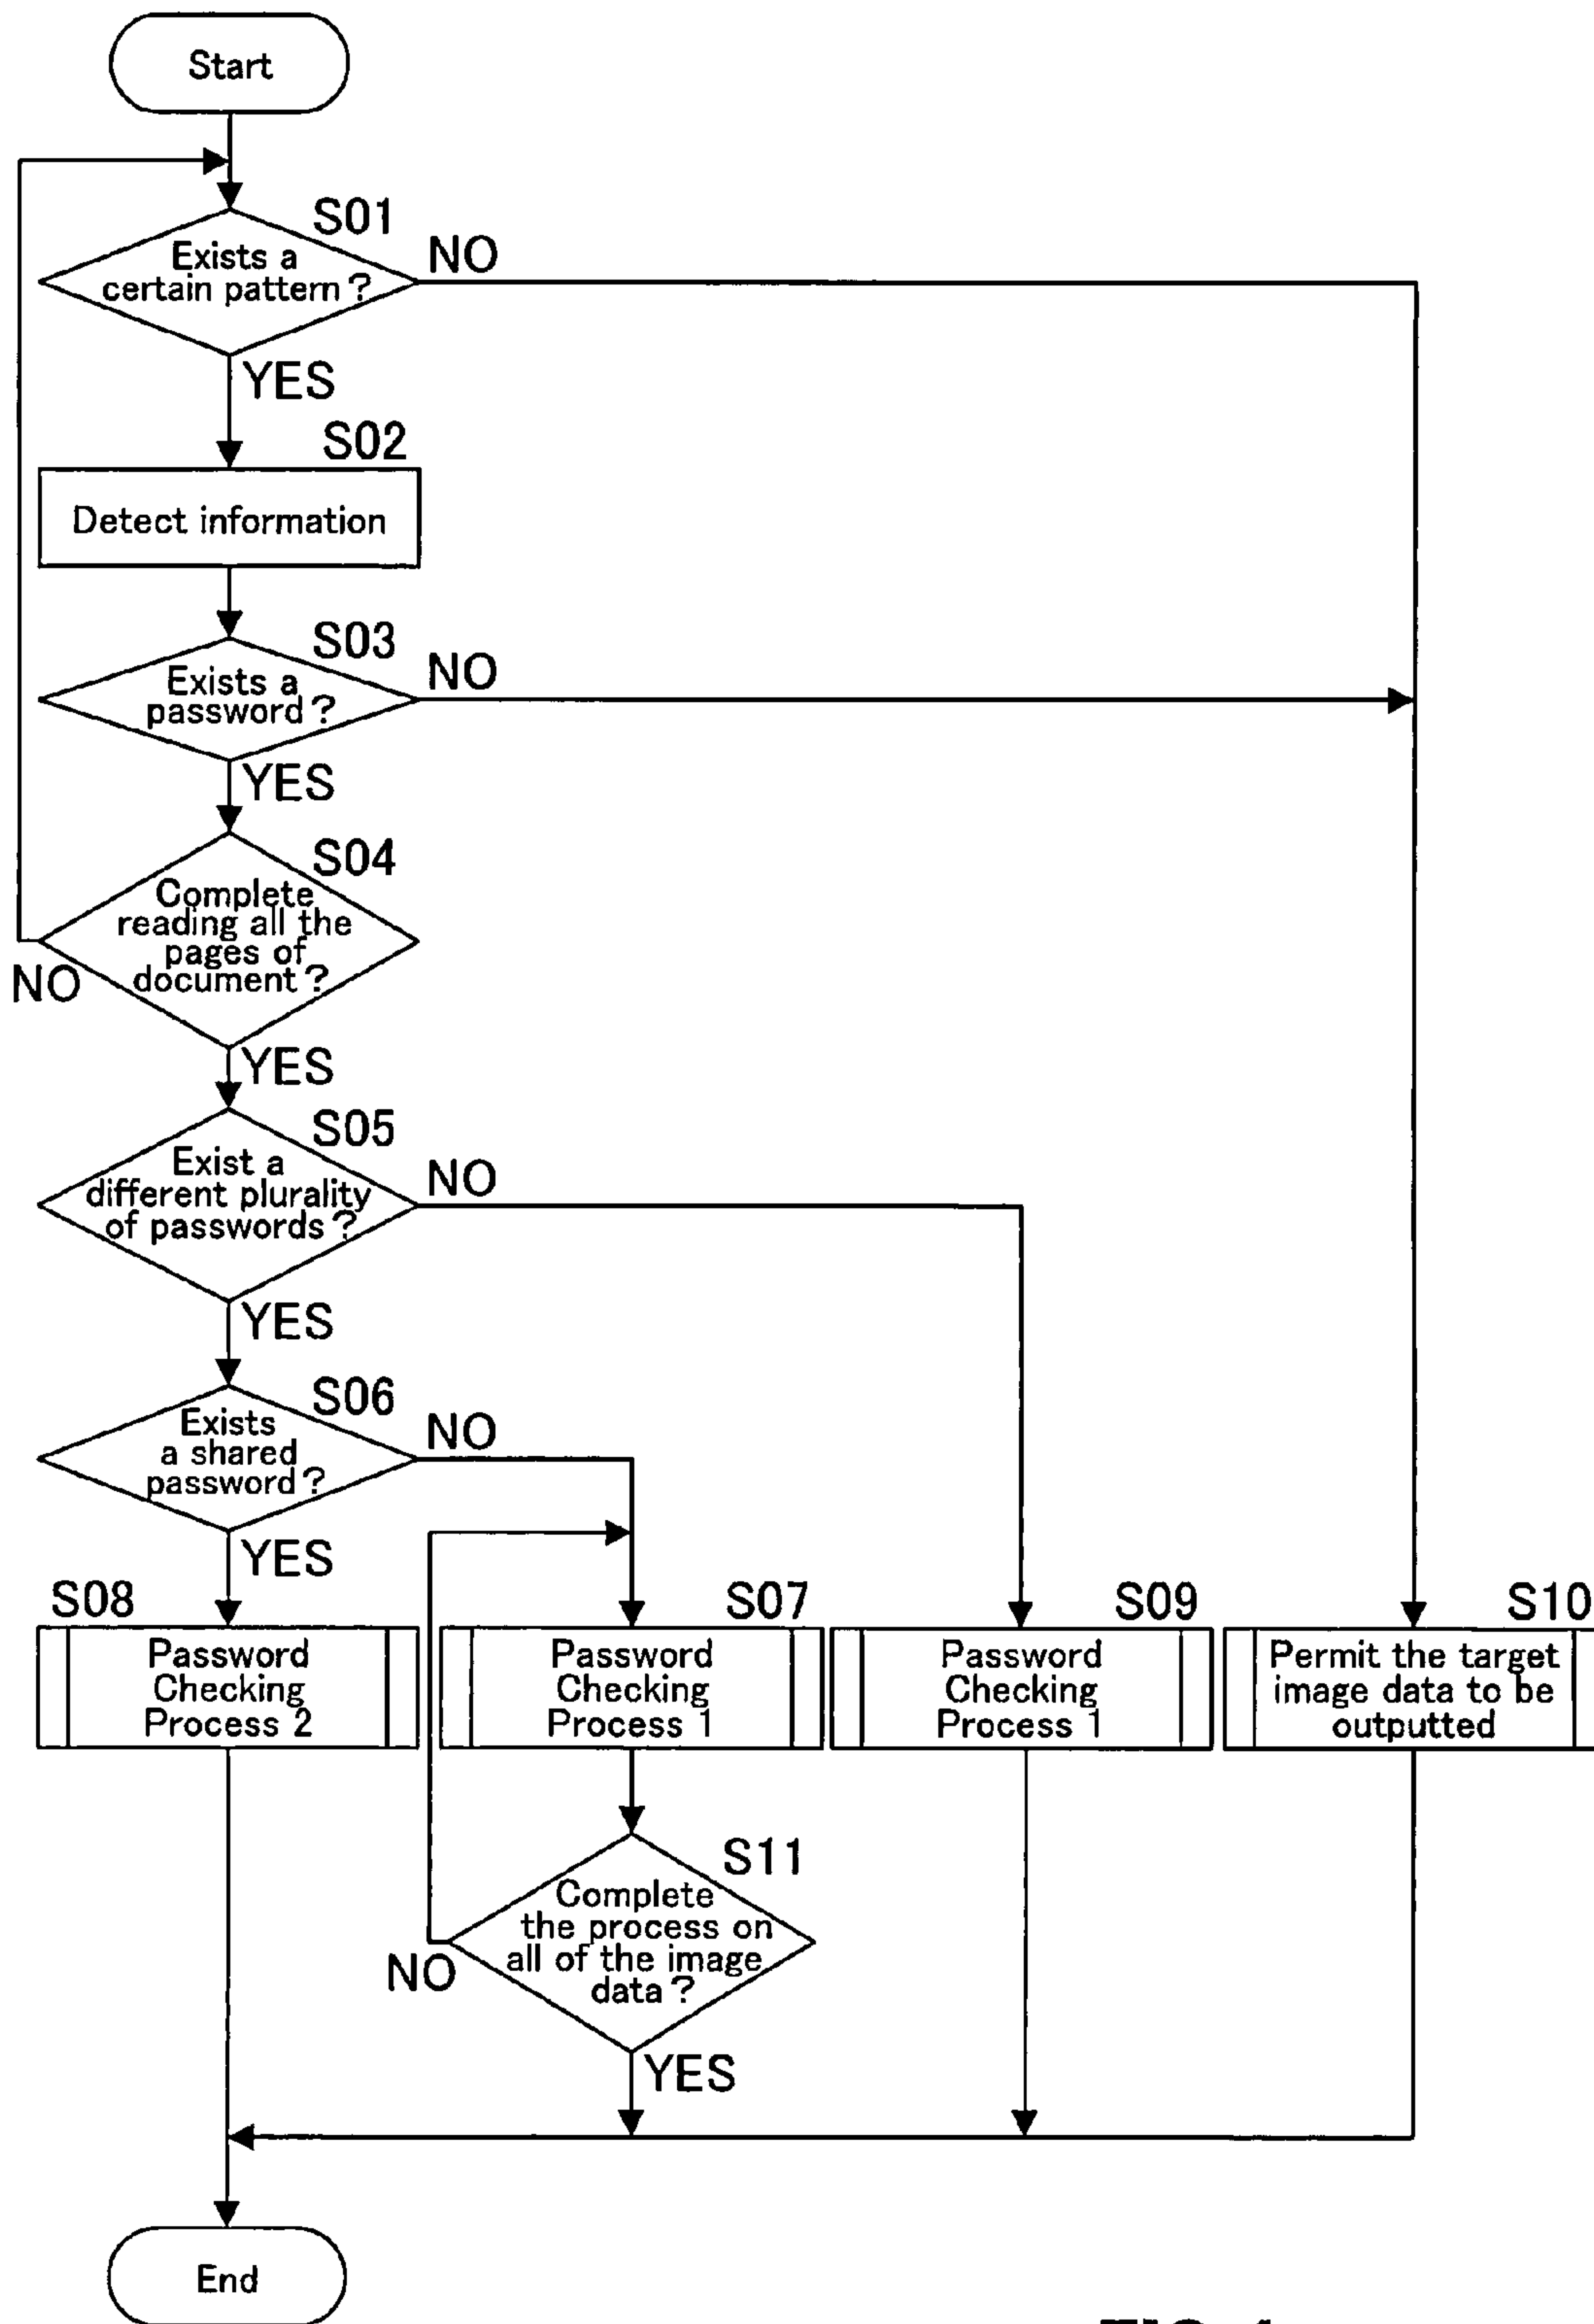 Start
S01
Exists a
certain pattern?
NO
YES
S02
Detect information
S03
Exists a
password?
NO
YES
S04
Complete
reading all the
pages of
document?
NO
YES
S05
Exist a
different plurality
of passwords?
NO
YES
S06
Exists
a shared
password?
NO
YES
S08
Password
Checking
Process 2
S07
Password
Checking
Process 1
S09
Password
Checking
Process 1
S10
Permit the target
image data to be
outputted
S11
Complete
the process on
all of the image
data?
NO
YES
End